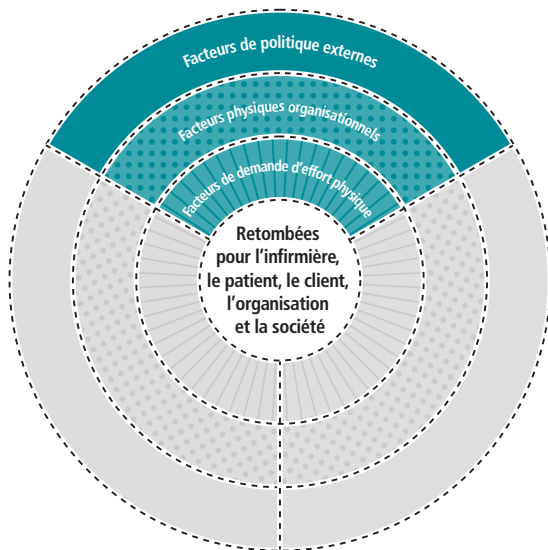 Facteurs de politique externes
Facteurs physiques organisationnels
Facteurs de demande d'effort physique
Retombées
pour l'infirmière,
le patient, le client,
l'organisation
et la société